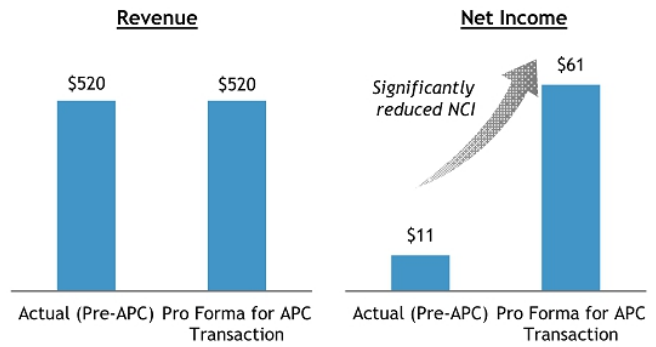 Revenue
$520
$520
Actual (Pre-APC)
Pro Forma for APC
Transaction
Net Income
Significantly
reduced NCI
$61
$11
Actual (Pre-APC)
Pro Forma for APC
Transaction